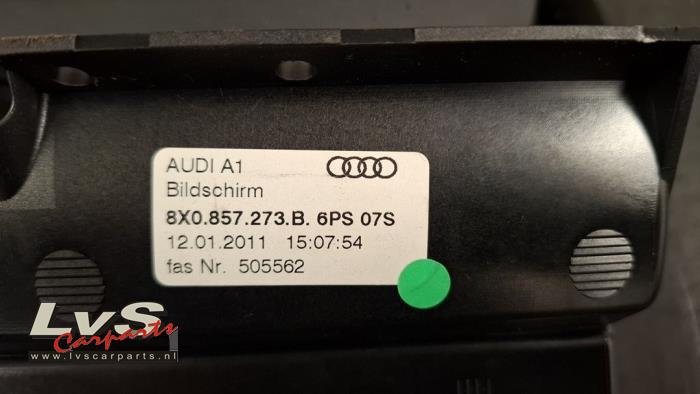 AUDI A1
Bildschirm
8X0.857.273.B. 6PS 07S
12.01.2011 15:07:54
fas Nr. 505562
LvS
Carparts
www.lvscarparts.nl